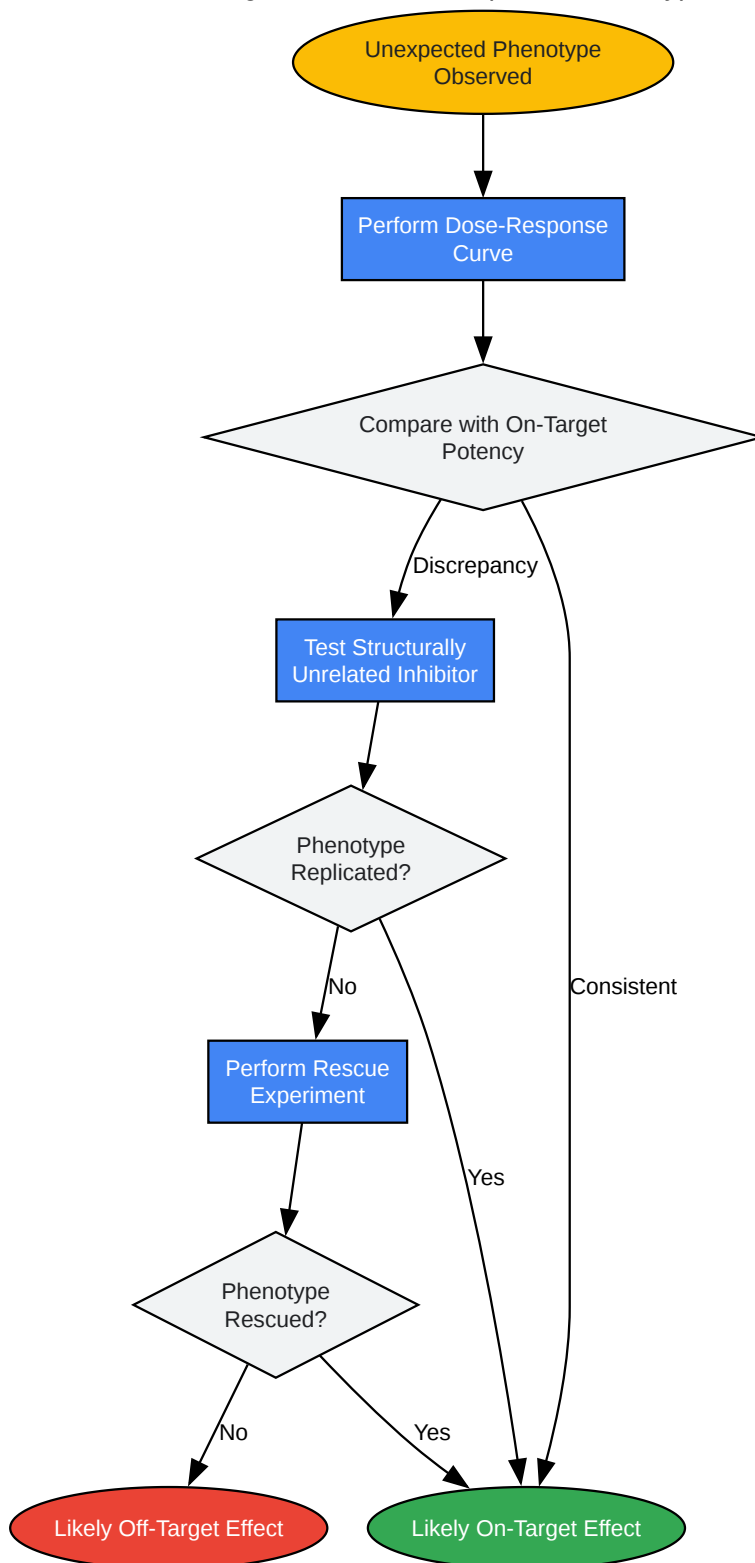 Unexpected Phenotype
Observed
Perform Dose-Response
Curve
Compare with On-Target
Potency
Discrepancy
Test Structurally
Unrelated Inhibitor
Phenotype
Replicated?
No
Consistent
Perform Rescue
Experiment
Yes
Phenotype
Rescued?
No
Yes
Likely Off-Target Effect
Likely On-Target Effect